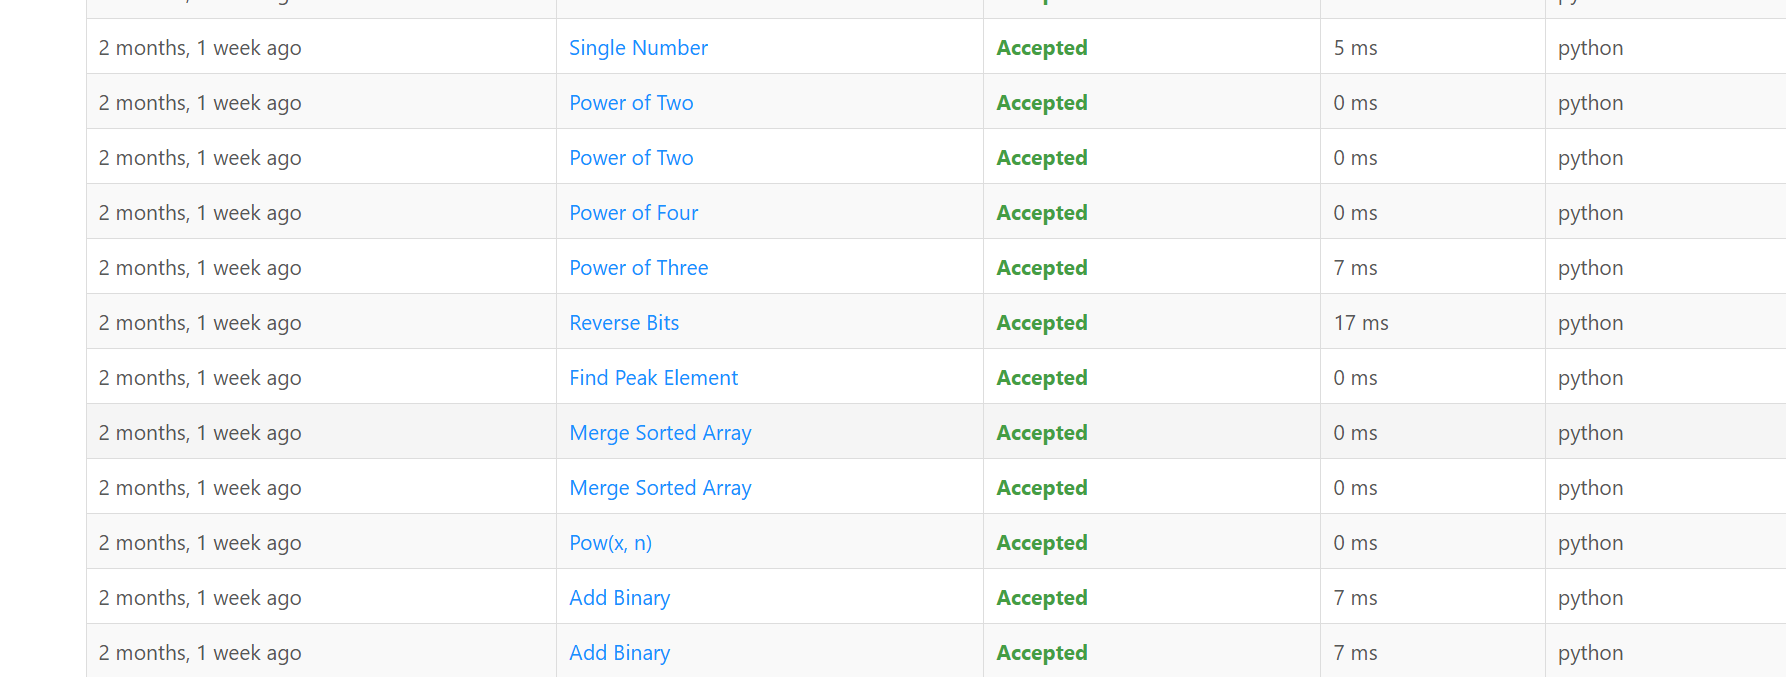 2 months, 1 week ago Single Number Accepted 5 ms python
2 months, 1 week ago Power of Two Accepted 0 ms python
2 months, 1 week ago Power of Two Accepted 0 ms python
2 months, 1 week ago Power of Four Accepted 0 ms python
2 months, 1 week ago Power of Three Accepted 7 ms python
2 months, 1 week ago Reverse Bits Accepted 17 ms python
2 months, 1 week ago Find Peak Element Accepted 0 ms python
2 months, 1 week ago Merge Sorted Array Accepted 0 ms python
2 months, 1 week ago Merge Sorted Array Accepted 0 ms python
2 months, 1 week ago Pow(x, n) Accepted 0 ms python
2 months, 1 week ago Add Binary Accepted 7 ms python
2 months, 1 week ago Add Binary Accepted 7 ms python